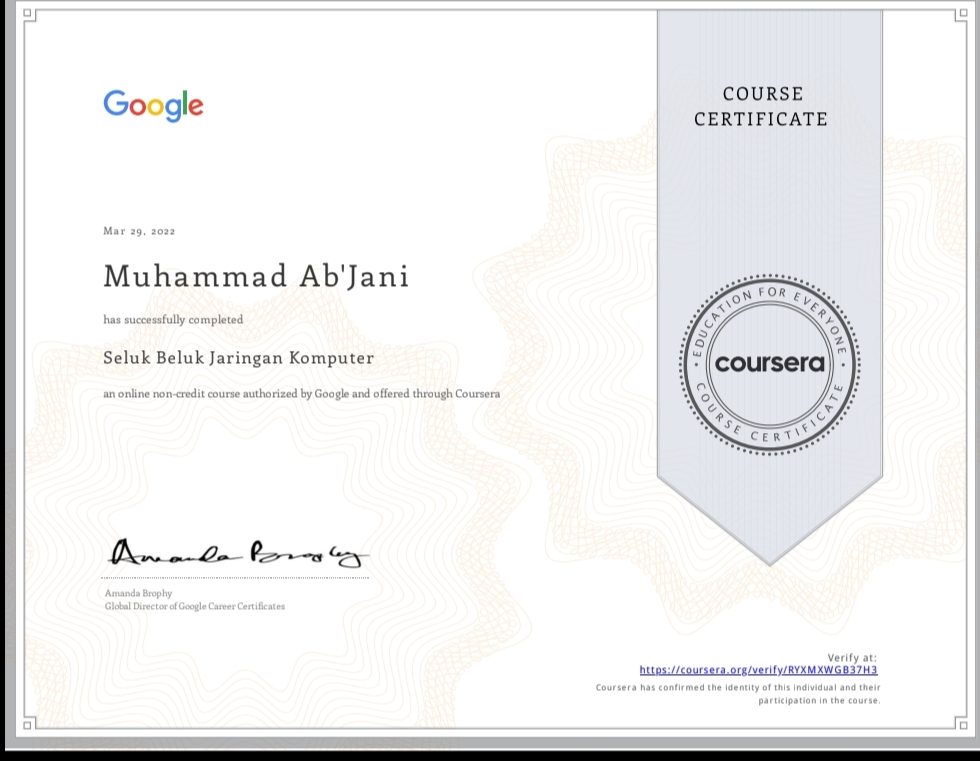 Google
COURSE
CERTIFICATE
Mar 29, 2022
Muhammad Ab'Jani
has successfully completed
Seluk Beluk Jaringan Komputer
an online non-credit course authorized by Google and offered through Coursera
EDUCATION FOR EVERYONE
coursera
COURSE CERTIFICATE
Amanda Brophy
Amanda Brophy
Global Director of Google Career Certificates
Verify at:
https://coursera.org/verify/RYXMXWGB37H3
Coursera has confirmed the identity of this individual and their
participation in the course.